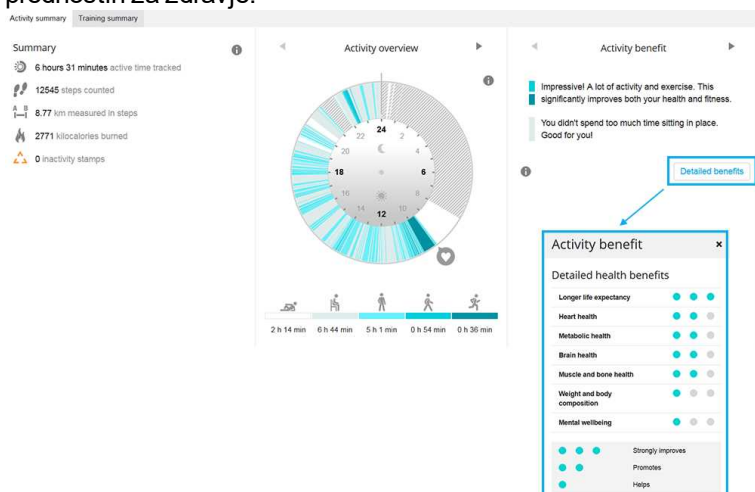 prednostih za zdravje.
Activity summary Training summary
Summary
6 hours 31 minutes active time tracked
12545 steps counted
A B
8.77 km measured in steps
2771 kilocalories burned
0 inactivity stamps
Activity overview
24
22 2
20 4
18 6
16 8
14 10
12
2 h 14 min 6 h 44 min 5 h 1 min 0 h 54 min 0 h 36 min
Activity benefit
Impressive! A lot of activity and exercise. This
significantly improves both your health and fitness.
You didn't spend too much time sitting in place.
Good for you!
Detailed benefits
Activity benefit ×
Detailed health benefits
Longer life expectancy
Heart health
Metabolic health
Brain health
Muscle and bone health
Weight and body
composition
Mental wellbeing
Strongly improves
Promotes
Helps